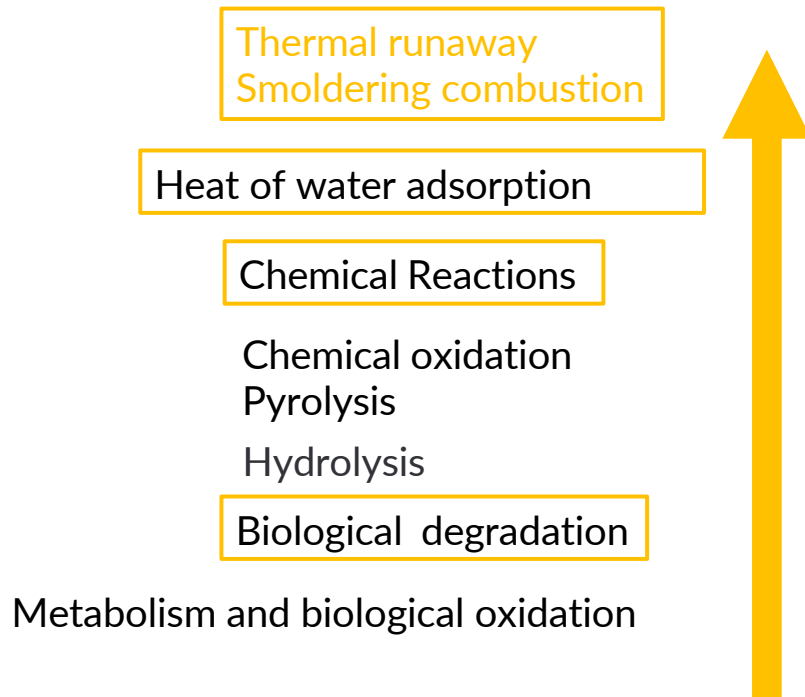 Thermal runaway
Smoldering combustion
Heat of water adsorption
Chemical Reactions
Chemical oxidation
Pyrolysis
Hydrolysis
Biological degradation
Metabolism and biological oxidation